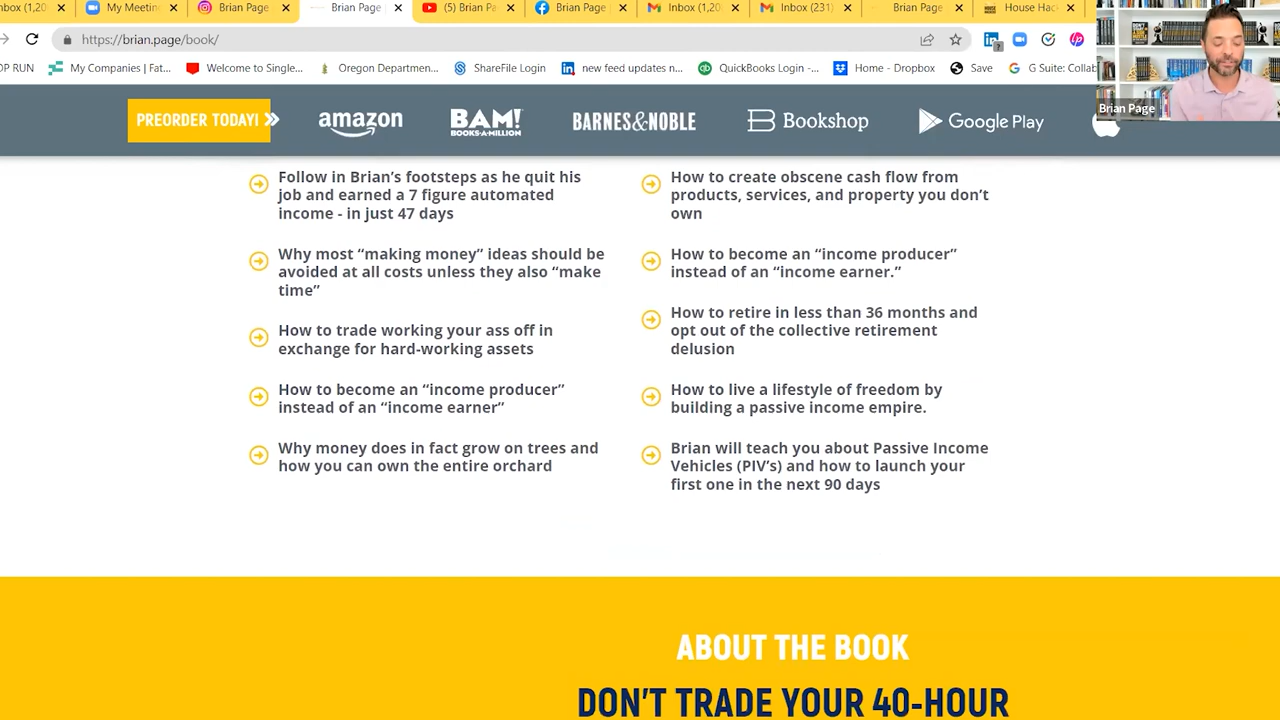 nbox (1,20
My Meetin
Brian Page
Brian Page
(5) Brian Pa
Brian Page
Inbox (1,20
Inbox (231)
Brian Page
House Hac
https://brian.page/book/
OP RUN
My Companies | Fat...
Welcome to Single...
Oregon Departmen...
ShareFile Login
new feed updates n...
QuickBooks Login -...
Home - Dropbox
Save
G Suite: Collab
Brian Page
PREORDER TODAY!
amazon
BAM!
BOOKS·A·MILLION
BARNES&NOBLE
Bookshop
Google Play
Follow in Brian’s footsteps as he quit his
job and earned a 7 figure automated
income - in just 47 days
Why most “making money” ideas should be
avoided at all costs unless they also “make
time”
How to trade working your ass off in
exchange for hard-working assets
How to become an “income producer”
instead of an “income earner”
Why money does in fact grow on trees and
how you can own the entire orchard
How to create obscene cash flow from
products, services, and property you don’t
own
How to become an “income producer”
instead of an “income earner.”
How to retire in less than 36 months and
opt out of the collective retirement
delusion
How to live a lifestyle of freedom by
building a passive income empire.
Brian will teach you about Passive Income
Vehicles (PIV’s) and how to launch your
first one in the next 90 days
ABOUT THE BOOK
DON’T TRADE YOUR 40-HOUR